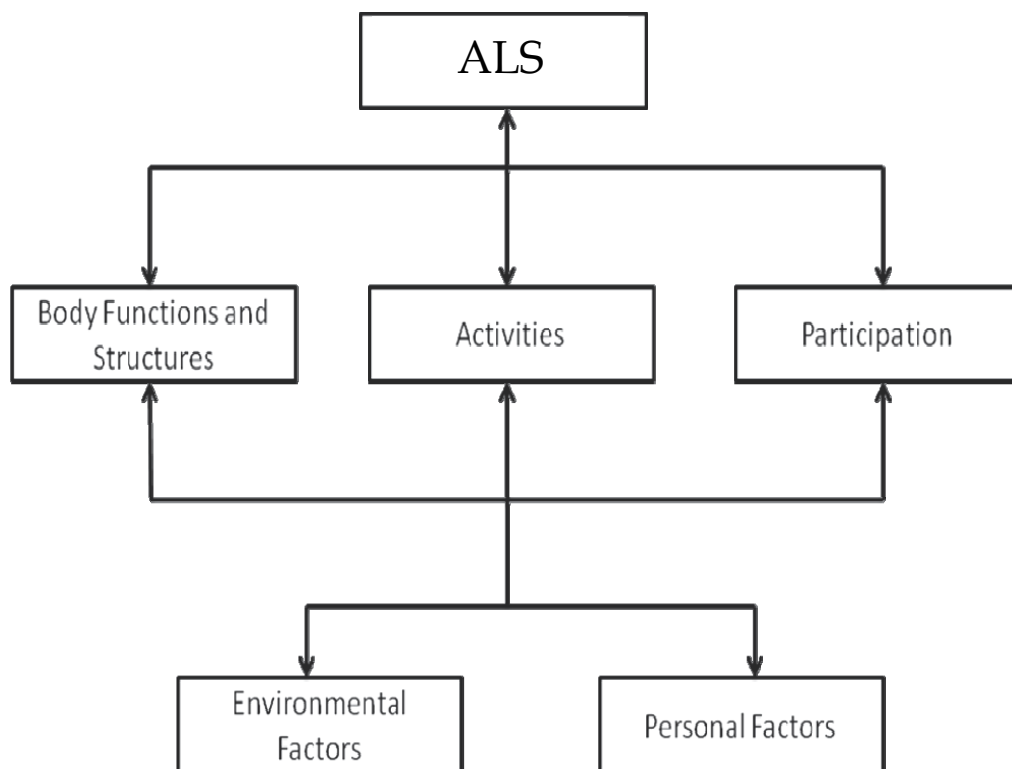 ALS
Body Functions and
Structures
Activities
Participation
Environmental
Factors
Personal Factors